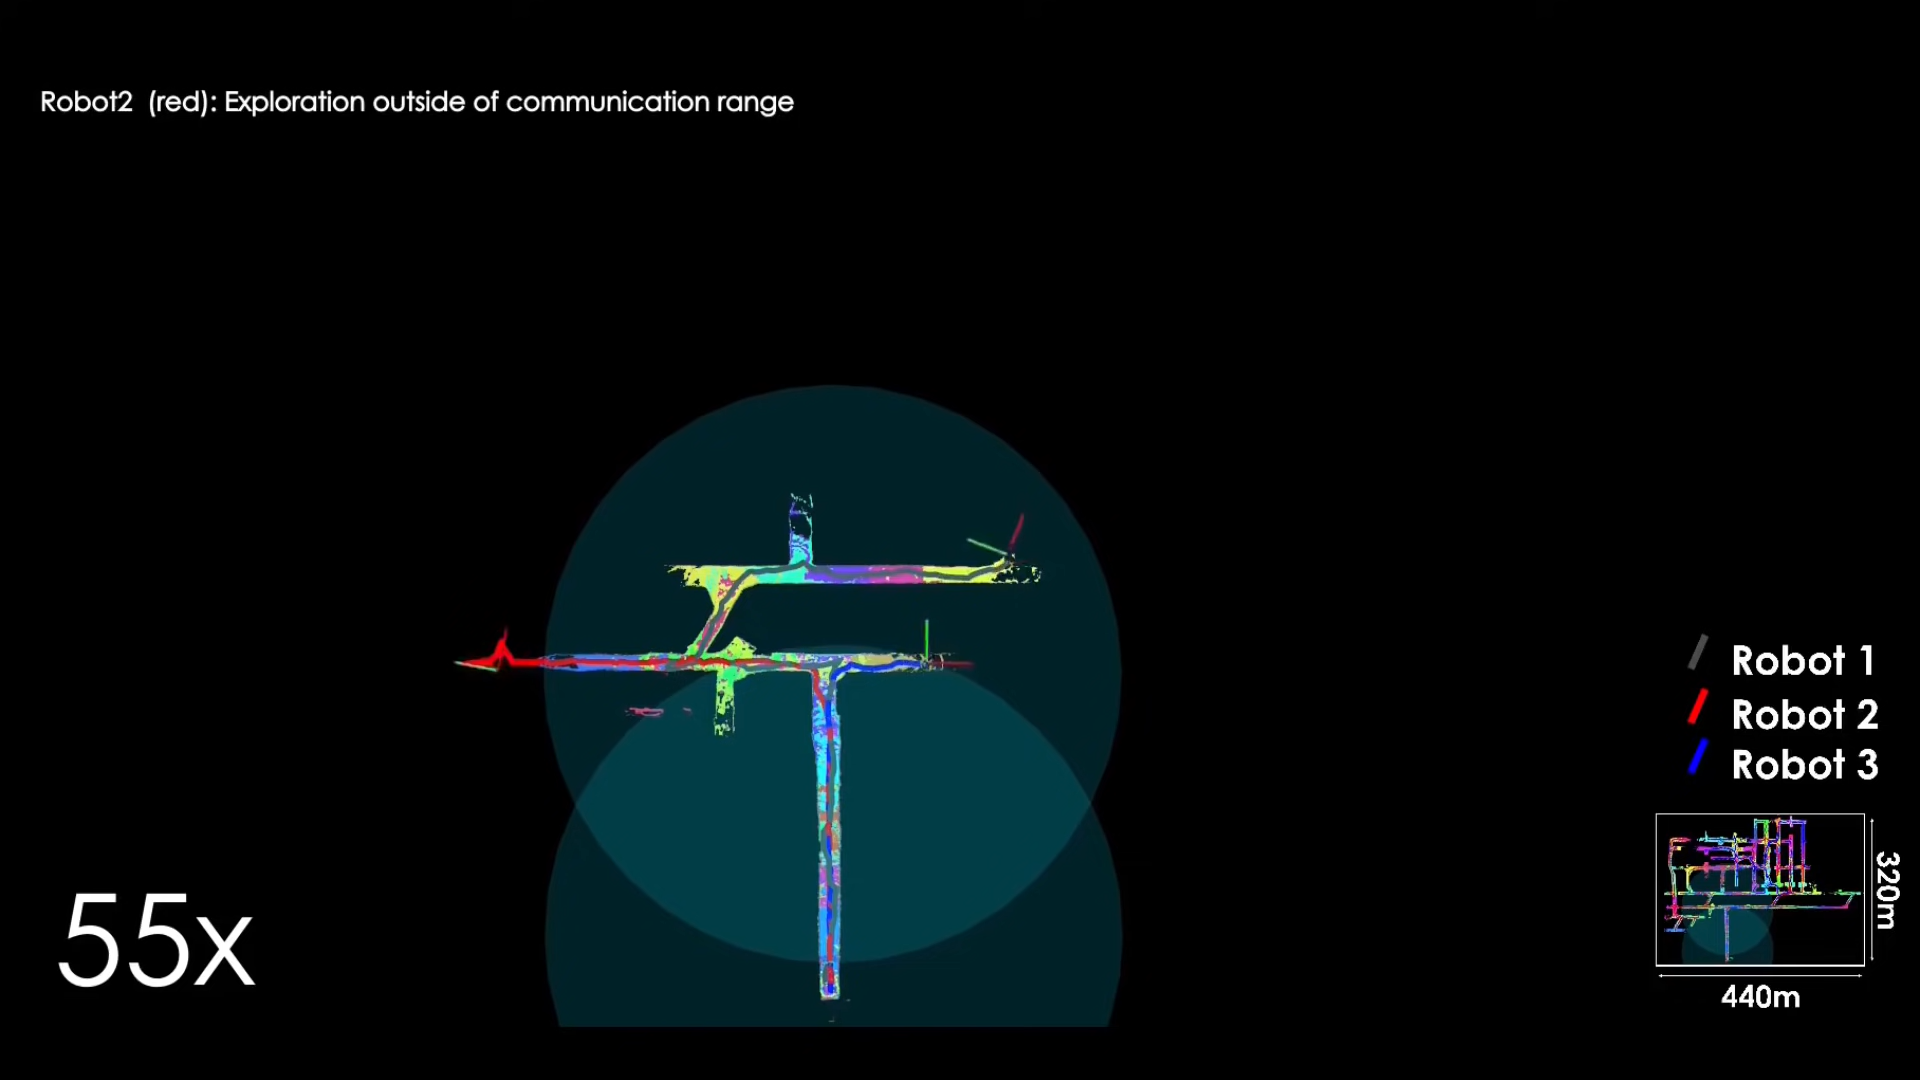 Robot2 (red): Exploration outside of communication range
Robot 1
Robot 2
Robot 3
320m
440m
55x